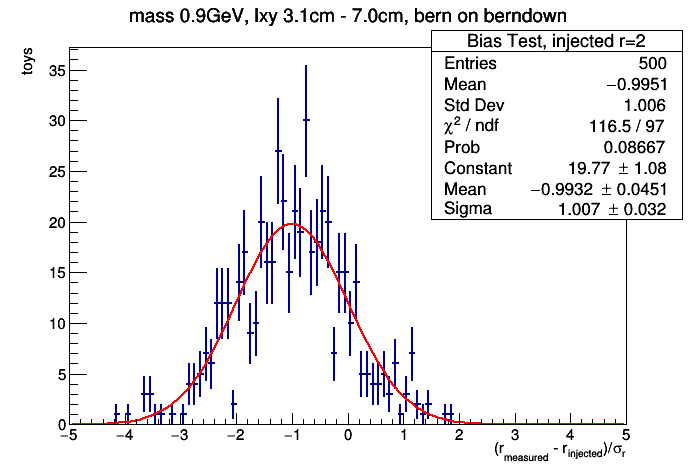 mass 0.9GeV, lxy 3.1cm - 7.0cm, bern on berndown
toys
Bias Test, injected r=2
Entries 500
Mean −0.9951
Std Dev 1.006
χ² / ndf 116.5 / 97
Prob 0.08667
Constant 19.77 ± 1.08
Mean −0.9932 ± 0.0451
Sigma 1.007 ± 0.032
35
30
25
20
15
10
5
0
−5 −4 −3 −2 −1 0 1 2 3 4 5
(r_measured - r_injected)/σ_r